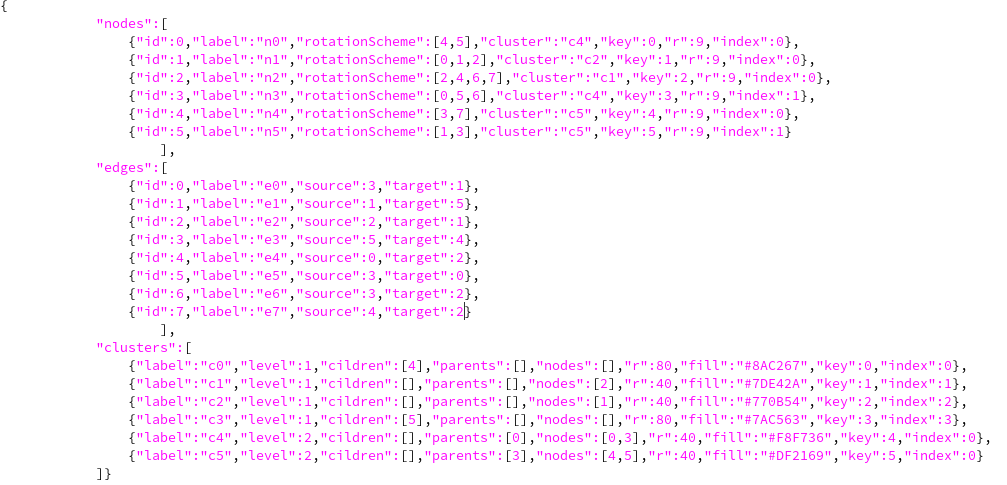 {
"nodes":[
{"id":0,"label":"n0","rotationScheme":[4,5],"cluster":"c4","key":0,"r":9,"index":0},
{"id":1,"label":"n1","rotationScheme":[0,1,2],"cluster":"c2","key":1,"r":9,"index":0},
{"id":2,"label":"n2","rotationScheme":[2,4,6,7],"cluster":"c1","key":2,"r":9,"index":0},
{"id":3,"label":"n3","rotationScheme":[0,5,6],"cluster":"c4","key":3,"r":9,"index":1},
{"id":4,"label":"n4","rotationScheme":[3,7],"cluster":"c5","key":4,"r":9,"index":0},
{"id":5,"label":"n5","rotationScheme":[1,3],"cluster":"c5","key":5,"r":9,"index":1}
],
"edges":[
{"id":0,"label":"e0","source":3,"target":1},
{"id":1,"label":"e1","source":1,"target":5},
{"id":2,"label":"e2","source":2,"target":1},
{"id":3,"label":"e3","source":5,"target":4},
{"id":4,"label":"e4","source":0,"target":2},
{"id":5,"label":"e5","source":3,"target":0},
{"id":6,"label":"e6","source":3,"target":2},
{"id":7,"label":"e7","source":4,"target":2}
],
"clusters":[
{"label":"c0","level":1,"cildren":[4],"parents":[],"nodes":[],"r":80,"fill":"#8AC267","key":0,"index":0},
{"label":"c1","level":1,"cildren":[],"parents":[],"nodes":[2],"r":40,"fill":"#7DE42A","key":1,"index":1},
{"label":"c2","level":1,"cildren":[],"parents":[],"nodes":[1],"r":40,"fill":"#770B54","key":2,"index":2},
{"label":"c3","level":1,"cildren":[5],"parents":[],"nodes":[],"r":80,"fill":"#7AC563","key":3,"index":3},
{"label":"c4","level":2,"cildren":[],"parents":[0],"nodes":[0,3],"r":40,"fill":"#F8F736","key":4,"index":0},
{"label":"c5","level":2,"cildren":[],"parents":[3],"nodes":[4,5],"r":40,"fill":"#DF2169","key":5,"index":0}
]}